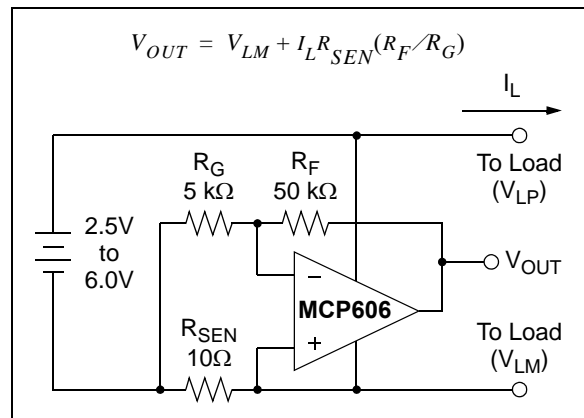 V_OUT = V_LM + I_L R_SEN (R_F/R_G)
I_L
R_G
5 kΩ
R_F
50 kΩ
To Load
(V_LP)
2.5V
to
6.0V
−
MCP606
+
V_OUT
R_SEN
10Ω
To Load
(V_LM)